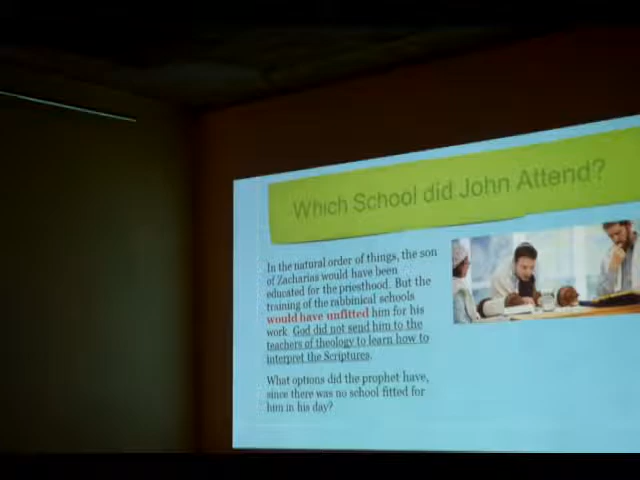 Which School did John Attend?
In the natural order of things, the son
of Zacharias would have been
educated for the priesthood. But the
training of the rabbinical schools
would have unfitted him for his
work. God did not send him to the
teachers of theology to learn how to
interpret the Scriptures.
What options did the prophet have,
since there was no school fitted for
him in his day?